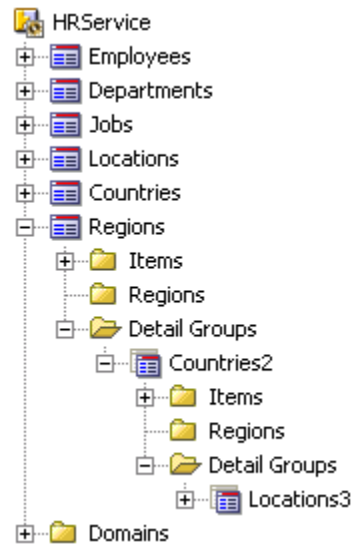 HRService
Employees
Departments
Jobs
Locations
Countries
Regions
Items
Regions
Detail Groups
Countries2
Items
Regions
Detail Groups
Locations3
Domains